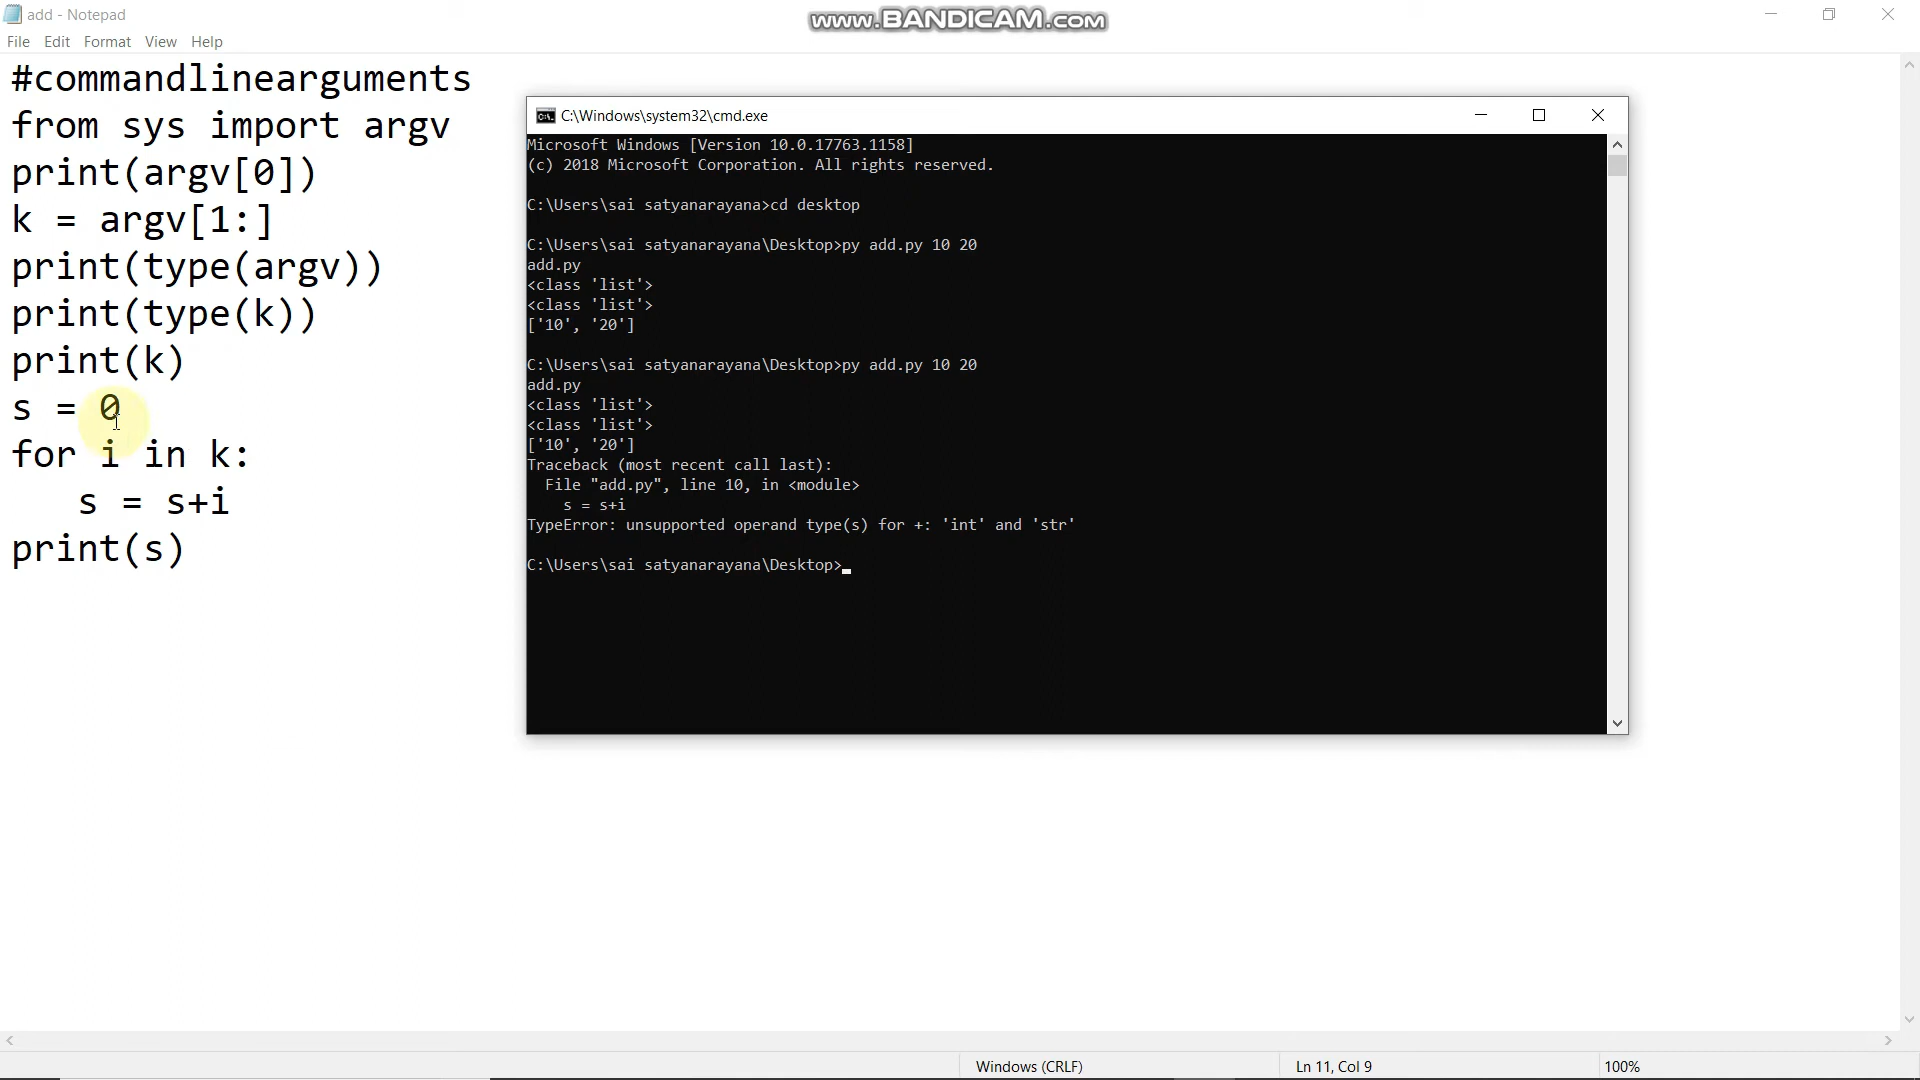 add - Notepad
www.BANDICAM.com
File Edit Format View Help
#commandlinearguments
from sys import argv
print(argv[0])
k = argv[1:]
print(type(argv))
print(type(k))
print(k)
s = 0
for i in k:
   s = s+i
print(s)
C:\Windows\system32\cmd.exe
Microsoft Windows [Version 10.0.17763.1158]
(c) 2018 Microsoft Corporation. All rights reserved.
C:\Users\sai satyanarayana>cd desktop
C:\Users\sai satyanarayana\Desktop>py add.py 10 20
add.py
<class 'list'>
<class 'list'>
['10', '20']
C:\Users\sai satyanarayana\Desktop>py add.py 10 20
add.py
<class 'list'>
<class 'list'>
['10', '20']
Traceback (most recent call last):
  File "add.py", line 10, in <module>
    s = s+i
TypeError: unsupported operand type(s) for +: 'int' and 'str'
C:\Users\sai satyanarayana\Desktop>
Windows (CRLF) Ln 11, Col 9 100%